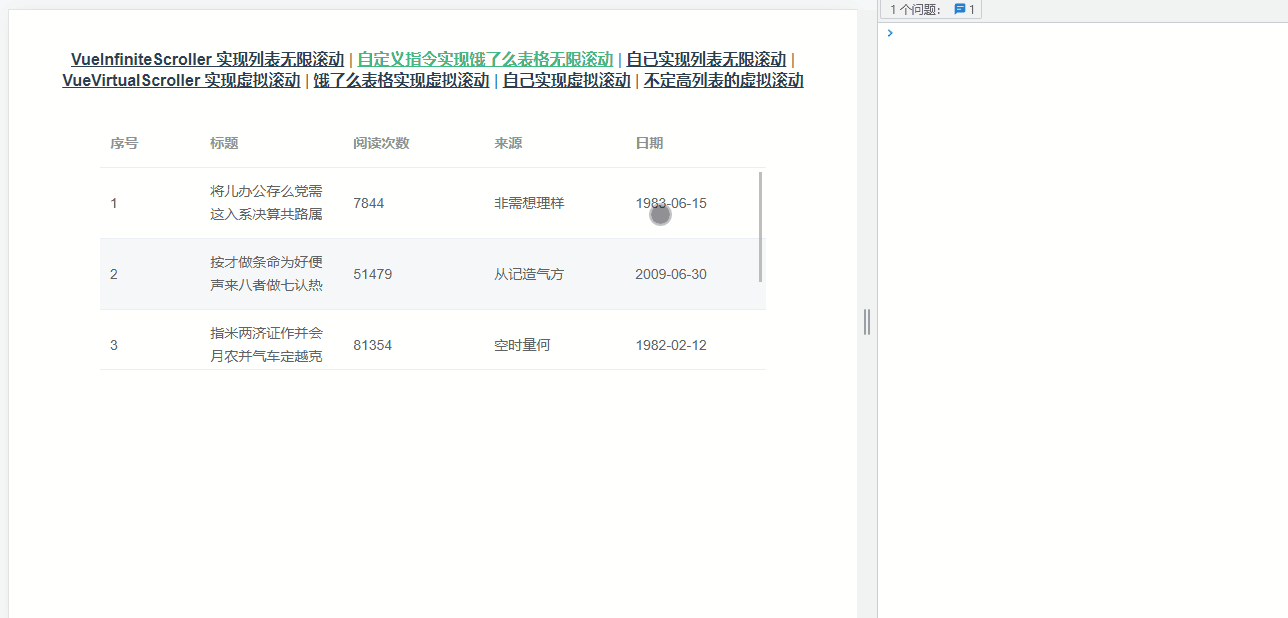 VueInfiniteScroller 实现列表无限滚动 | 自定义指令实现饿了么表格无限滚动 | 自己实现列表无限滚动 |
VueVirtualScroller 实现虚拟滚动 | 饿了么表格实现虚拟滚动 | 自己实现虚拟滚动 | 不定高列表的虚拟滚动
1 个问题： 1
序号 标题 阅读次数 来源 日期
1 将儿办公存么党需 7844 非需想理样 1983-06-15
这入系决算共路属
2 按才做条命为好便 51479 从记造气方 2009-06-30
声来八者做七认热
3 指米两济证作并会 81354 空时量何 1982-02-12
月农并气车定越克